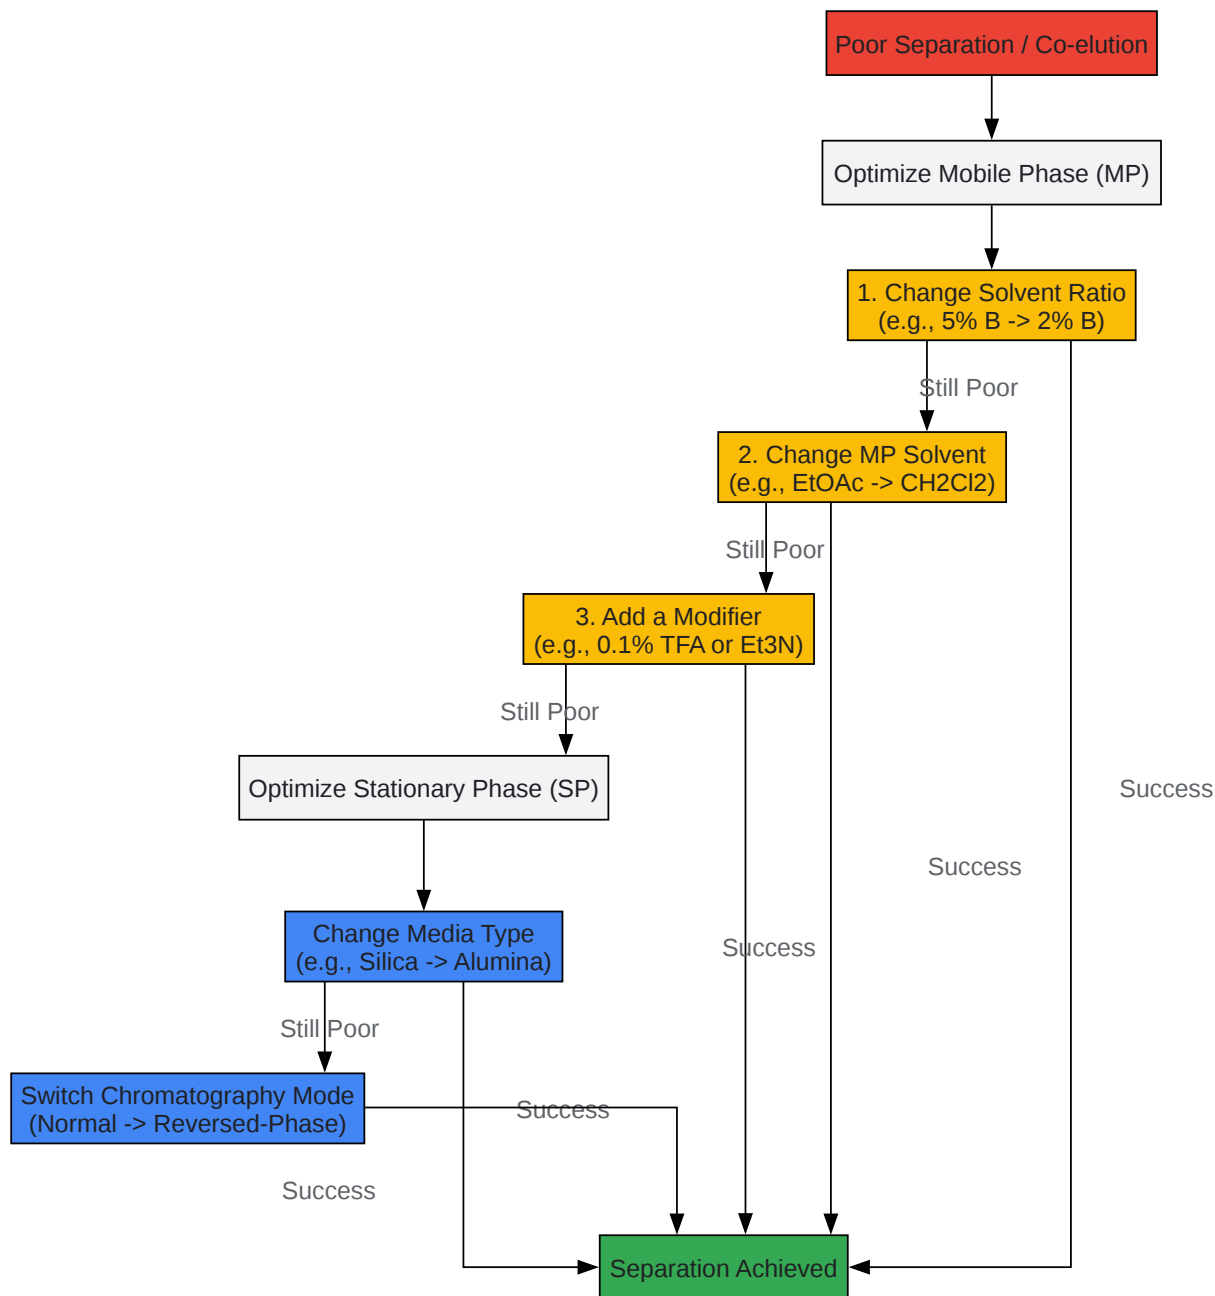 Poor Separation / Co-elution
Optimize Mobile Phase (MP)
1. Change Solvent Ratio
(e.g., 5% B -> 2% B)
Still Poor
2. Change MP Solvent
(e.g., EtOAc -> CH2Cl2)
Still Poor
3. Add a Modifier
(e.g., 0.1% TFA or Et3N)
Still Poor
Optimize Stationary Phase (SP)
Success
Success
Change Media Type
(e.g., Silica -> Alumina)
Success
Still Poor
Switch Chromatography Mode
(Normal -> Reversed-Phase)
Success
Success
Separation Achieved